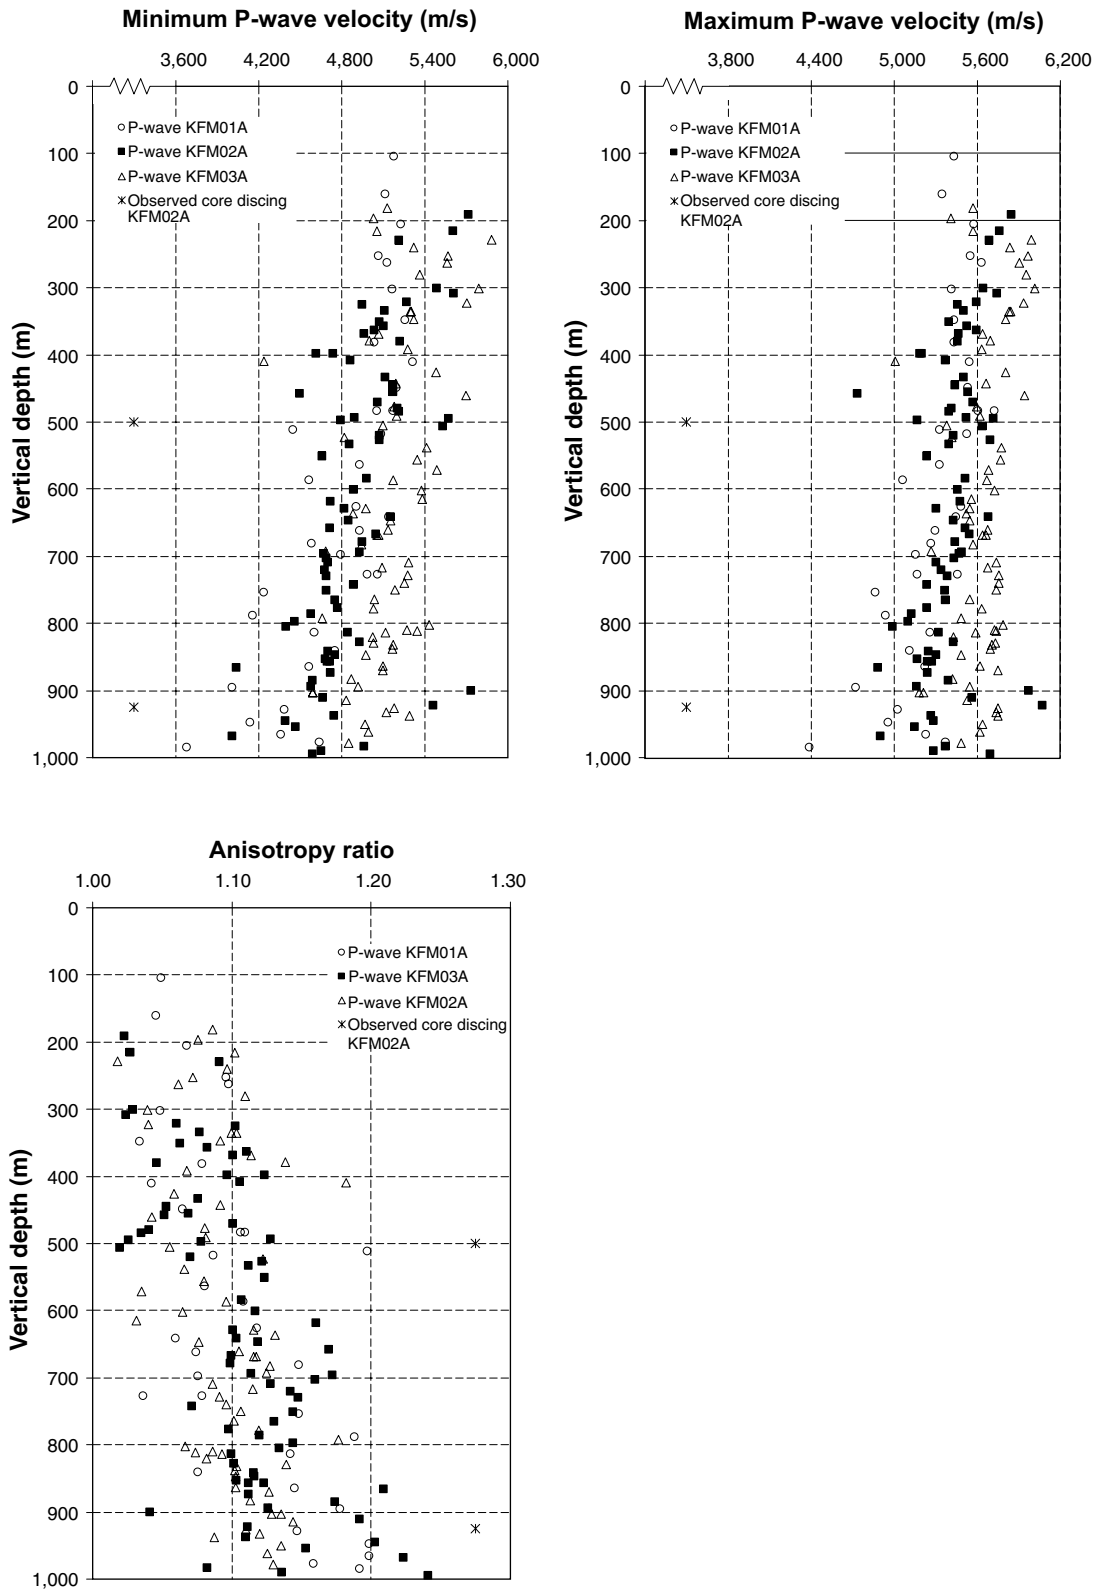 Minimum P-wave velocity (m/s)
3,600 4,200 4,800 5,400 6,000
0
100
200
300
400
500
600
700
800
900
1,000
Vertical depth (m)
P-wave KFM01A
P-wave KFM02A
P-wave KFM03A
Observed core discing
KFM02A
Maximum P-wave velocity (m/s)
3,800 4,400 5,000 5,600 6,200
0
100
200
300
400
500
600
700
800
900
1,000
Vertical depth (m)
P-wave KFM01A
P-wave KFM02A
P-wave KFM03A
Observed core discing
KFM02A
Anisotropy ratio
1.00 1.10 1.20 1.30
0
100
200
300
400
500
600
700
800
900
1,000
Vertical depth (m)
P-wave KFM01A
P-wave KFM03A
P-wave KFM02A
Observed core discing
KFM02A